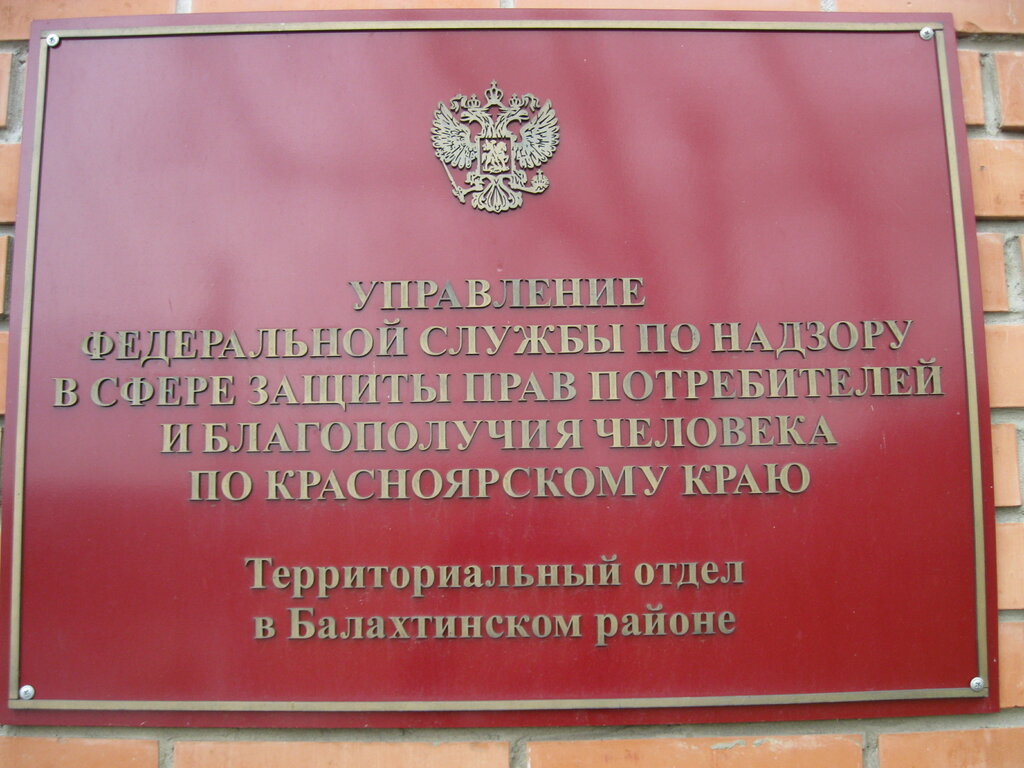 УПРАВЛЕНИЕ
ФЕДЕРАЛЬНОЙ СЛУЖБЫ ПО НАДЗОРУ
В СФЕРЕ ЗАЩИТЫ ПРАВ ПОТРЕБИТЕЛЕЙ
И БЛАГОПОЛУЧИЯ ЧЕЛОВЕКА
ПО КРАСНОЯРСКОМУ КРАЮ
Территориальный отдел
в Балахтинском районе